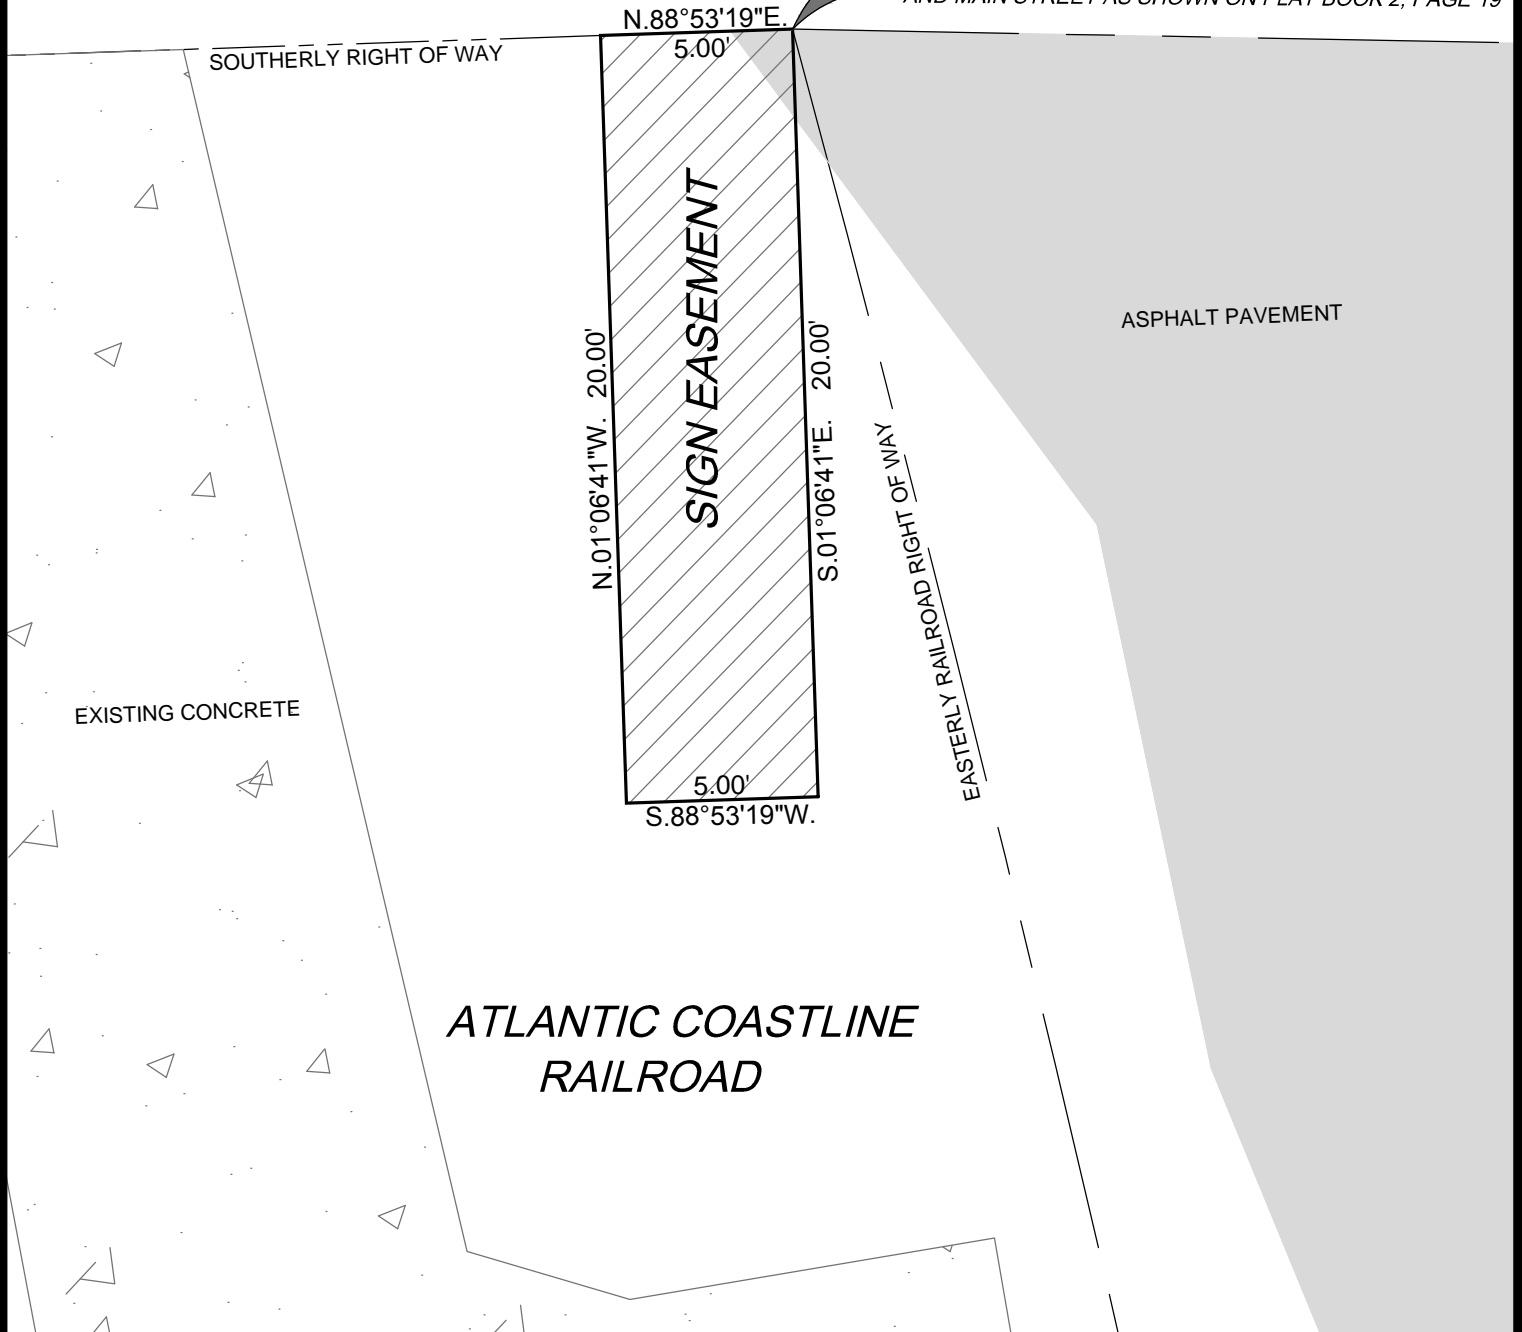 AND MAIN STREET AS SHOWN ON PLAT BOOK 2, PAGE 19
N.88°53'19"E.
5.00'
SOUTHERLY RIGHT OF WAY
SIGN EASEMENT
N.01°06'41"W. 20.00'
S.01°06'41"E. 20.00'
ASPHALT PAVEMENT
EASTERLY RAILROAD RIGHT OF WAY
EXISTING CONCRETE
5.00'
S.88°53'19"W.
ATLANTIC COASTLINE
RAILROAD